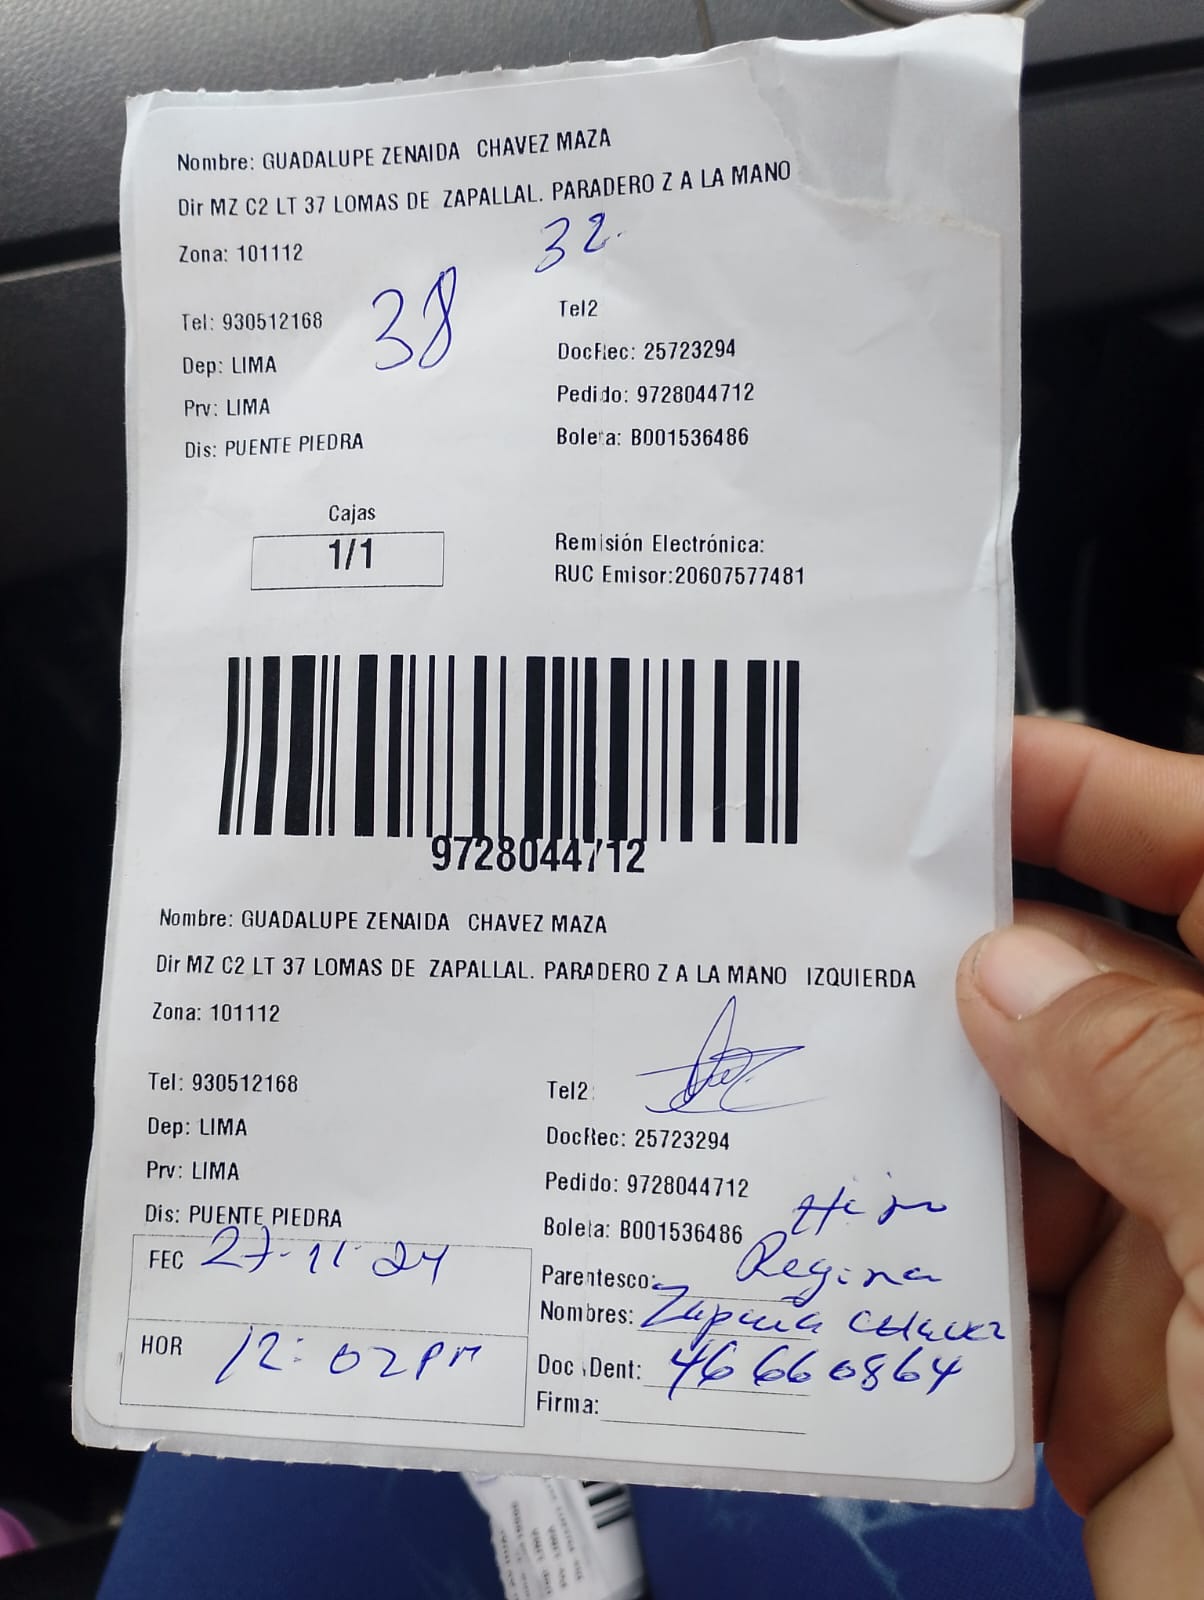 Nombre: GUADALUPE ZENAIDA CHAVEZ MAZA
Dir MZ C2 LT 37 LOMAS DE ZAPALLAL. PARADERO Z A LA MANO
32.
Zona: 101112
38
Tel: 930512168
Tel2
Dep: LIMA
DocRec: 25723294
Prv: LIMA
Pedido: 9728044712
Dis: PUENTE PIEDRA
Boleta: B001536486
Cajas
1/1
Remisión Electrónica:
RUC Emisor:20607577481
9728044712
Nombre: GUADALUPE ZENAIDA CHAVEZ MAZA
Dir MZ C2 LT 37 LOMAS DE ZAPALLAL. PARADERO Z A LA MANO IZQUIERDA
Zona: 101112
Tel: 930512168
Tel2:
Dep: LIMA
DocRec: 25723294
Prv: LIMA
Pedido: 9728044712
Dis: PUENTE PIEDRA
Boleta: B001536486
FEC 27-11-24
Parentesco: Regina
Nombres: Chavez
HOR 12:02 PM
Doc.Dent: 46660864
Firma: